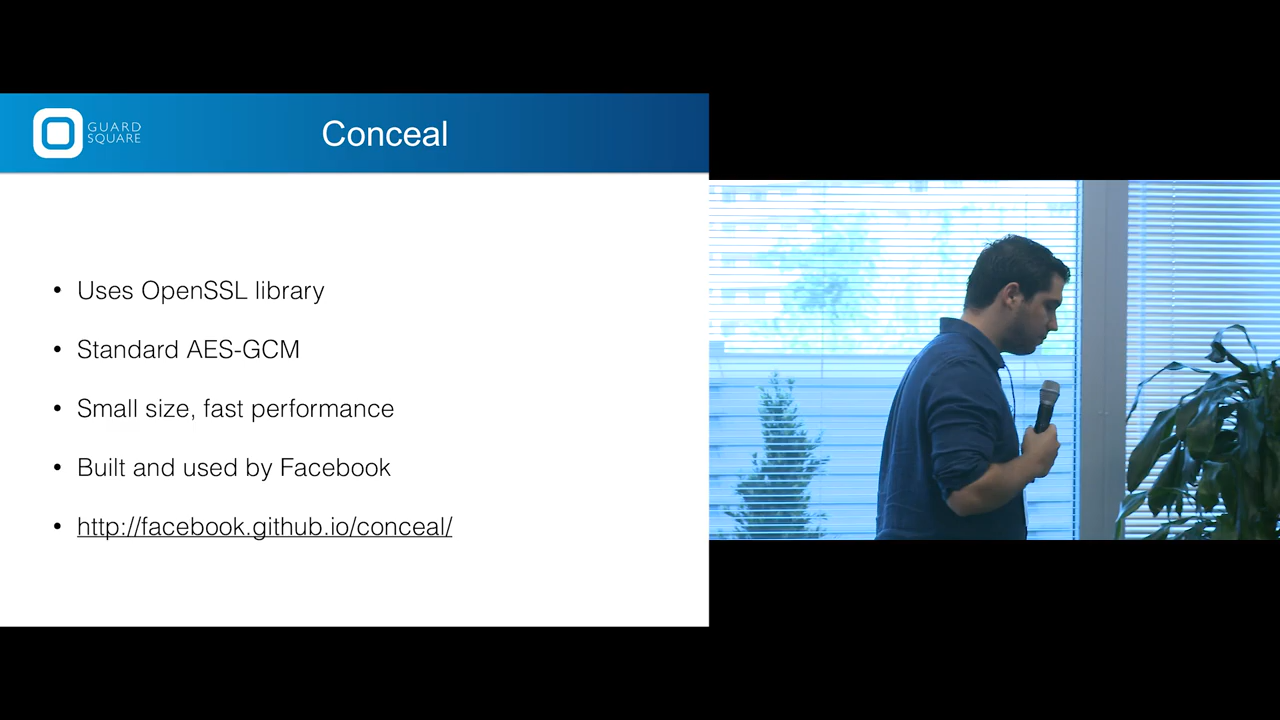 GUARD
SQUARE
Conceal
• Uses OpenSSL library
• Standard AES-GCM
• Small size, fast performance
• Built and used by Facebook
• http://facebook.github.io/conceal/